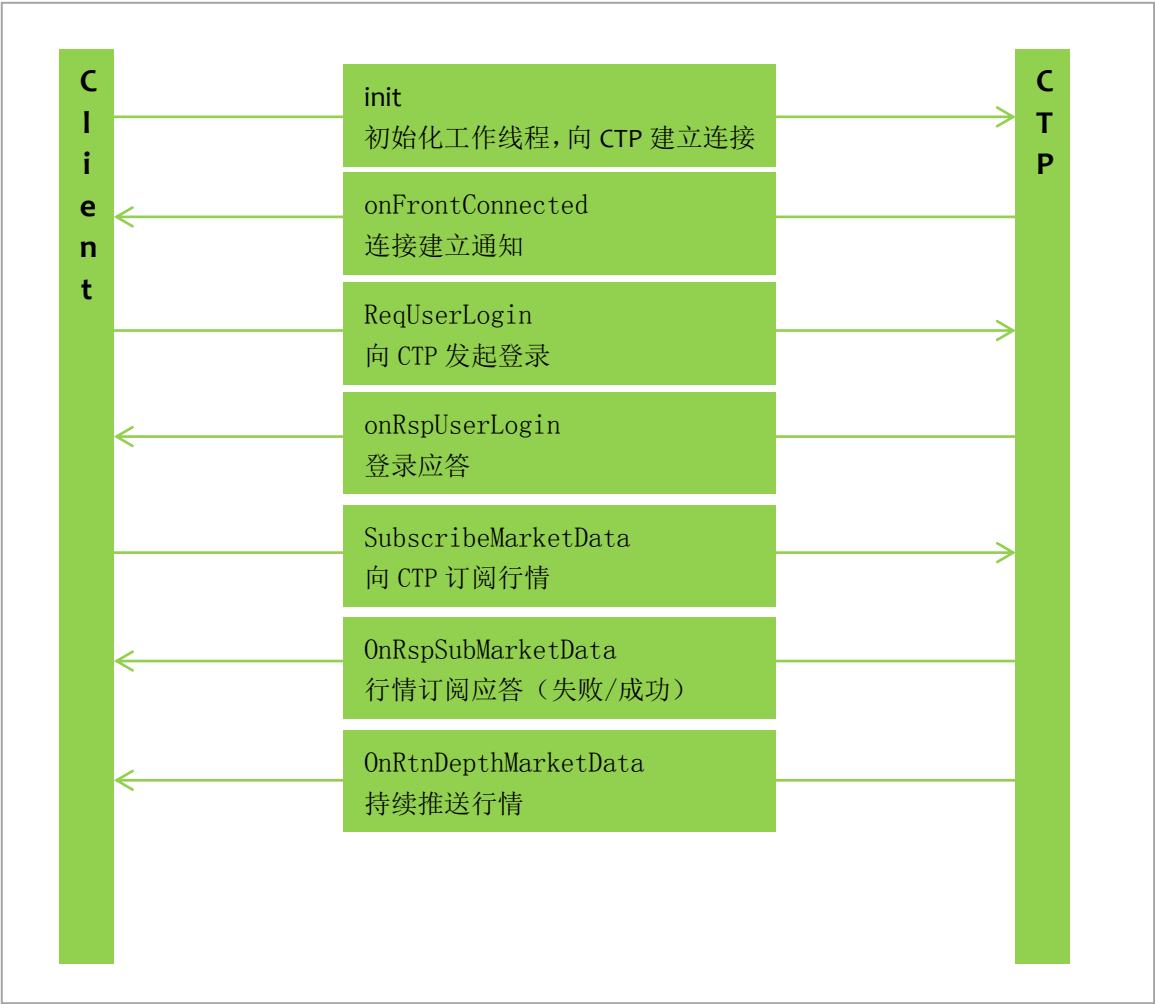 Client
CTP
init
初始化工作线程，向 CTP 建立连接
onFrontConnected
连接建立通知
ReqUserLogin
向 CTP 发起登录
onRspUserLogin
登录应答
SubscribeMarketData
向 CTP 订阅行情
OnRspSubMarketData
行情订阅应答（失败/成功）
OnRtnDepthMarketData
持续推送行情